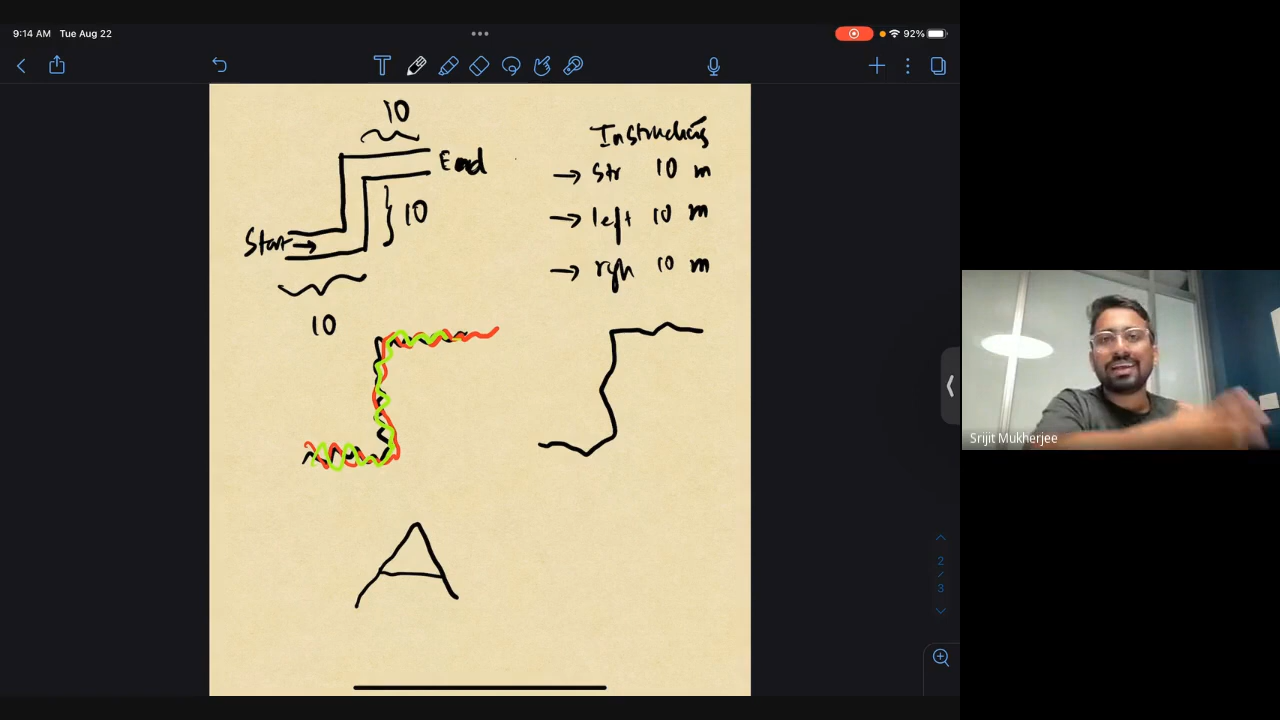 9:14 AM Tue Aug 22
92%
10
End
10
Start
10
Instructions
→ Str 10 m
→ left 10 m
→ 10 m
A
2
/
3
Srijit Mukherjee